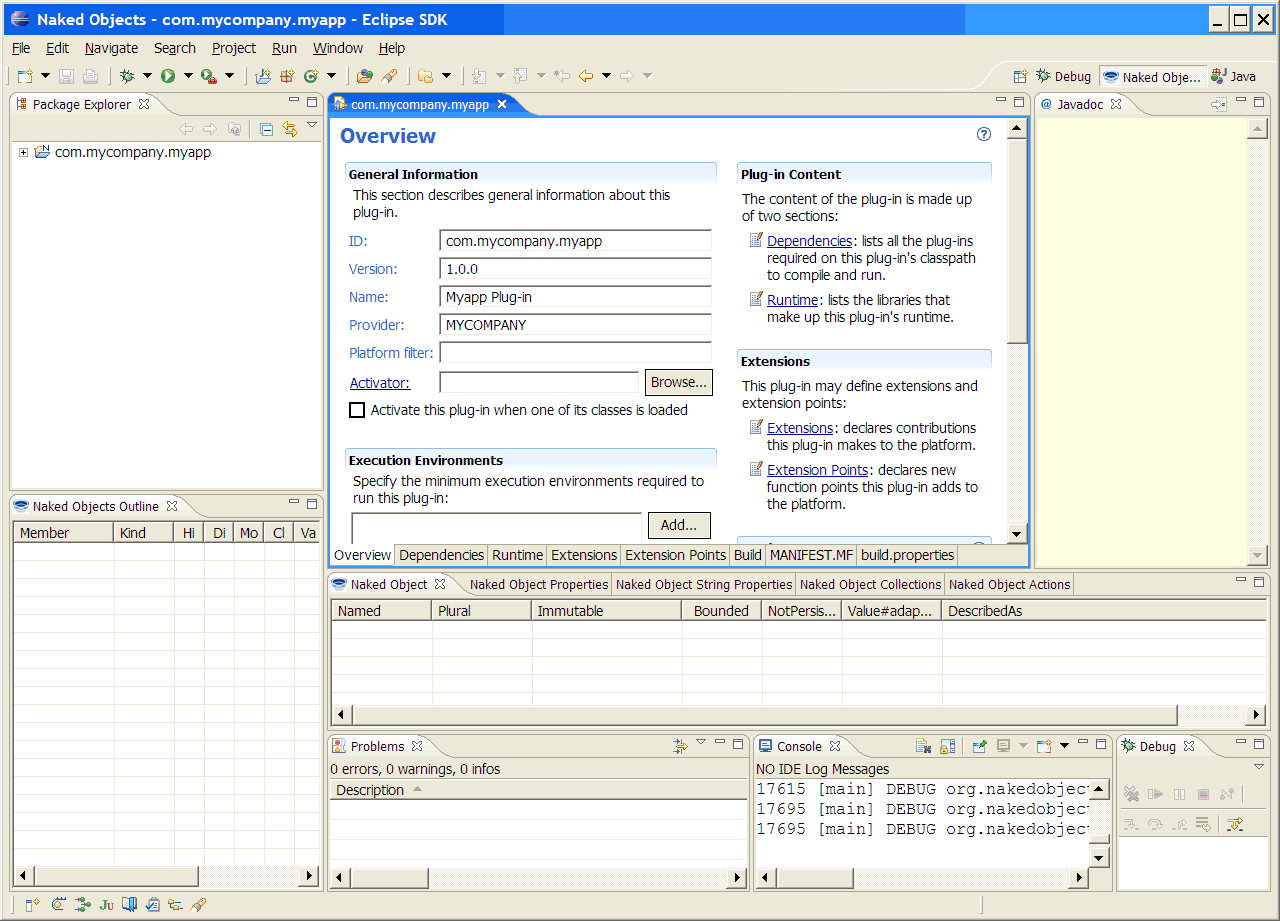 Naked Objects - com.mycompany.myapp - Eclipse SDK
File Edit Navigate Search Project Run Window Help
Debug Naked Obje... Java
Package Explorer
com.mycompany.myapp
com.mycompany.myapp
Overview
General Information
This section describes general information about this
plug-in.
ID: com.mycompany.myapp
Version: 1.0.0
Name: Myapp Plug-in
Provider: MYCOMPANY
Platform filter:
Activator: Browse...
Activate this plug-in when one of its classes is loaded
Execution Environments
Specify the minimum execution environments required to
run this plug-in:
Add...
Plug-in Content
The content of the plug-in is made up
of two sections:
Dependencies: lists all the plug-ins
required on this plug-in's classpath
to compile and run.
Runtime: lists the libraries that
make up this plug-in's runtime.
Extensions
This plug-in may define extensions and
extension points:
Extensions: declares contributions
this plug-in makes to the platform.
Extension Points: declares new
function points this plug-in adds to
the platform.
Overview Dependencies Runtime Extensions Extension Points Build MANIFEST.MF build.properties
@ Javadoc
Naked Objects Outline
Member Kind Hi Di Mo Cl Va
Naked Object Naked Object Properties Naked Object String Properties Naked Object Collections Naked Object Actions
Named Plural Immutable Bounded NotPersis... Value#adap... DescribedAs
Problems
0 errors, 0 warnings, 0 infos
Description
Console
NO IDE Log Messages
17615 [main] DEBUG org.nakedobject
17695 [main] DEBUG org.nakedobject
17695 [main] DEBUG org.nakedobject
Debug
Ju